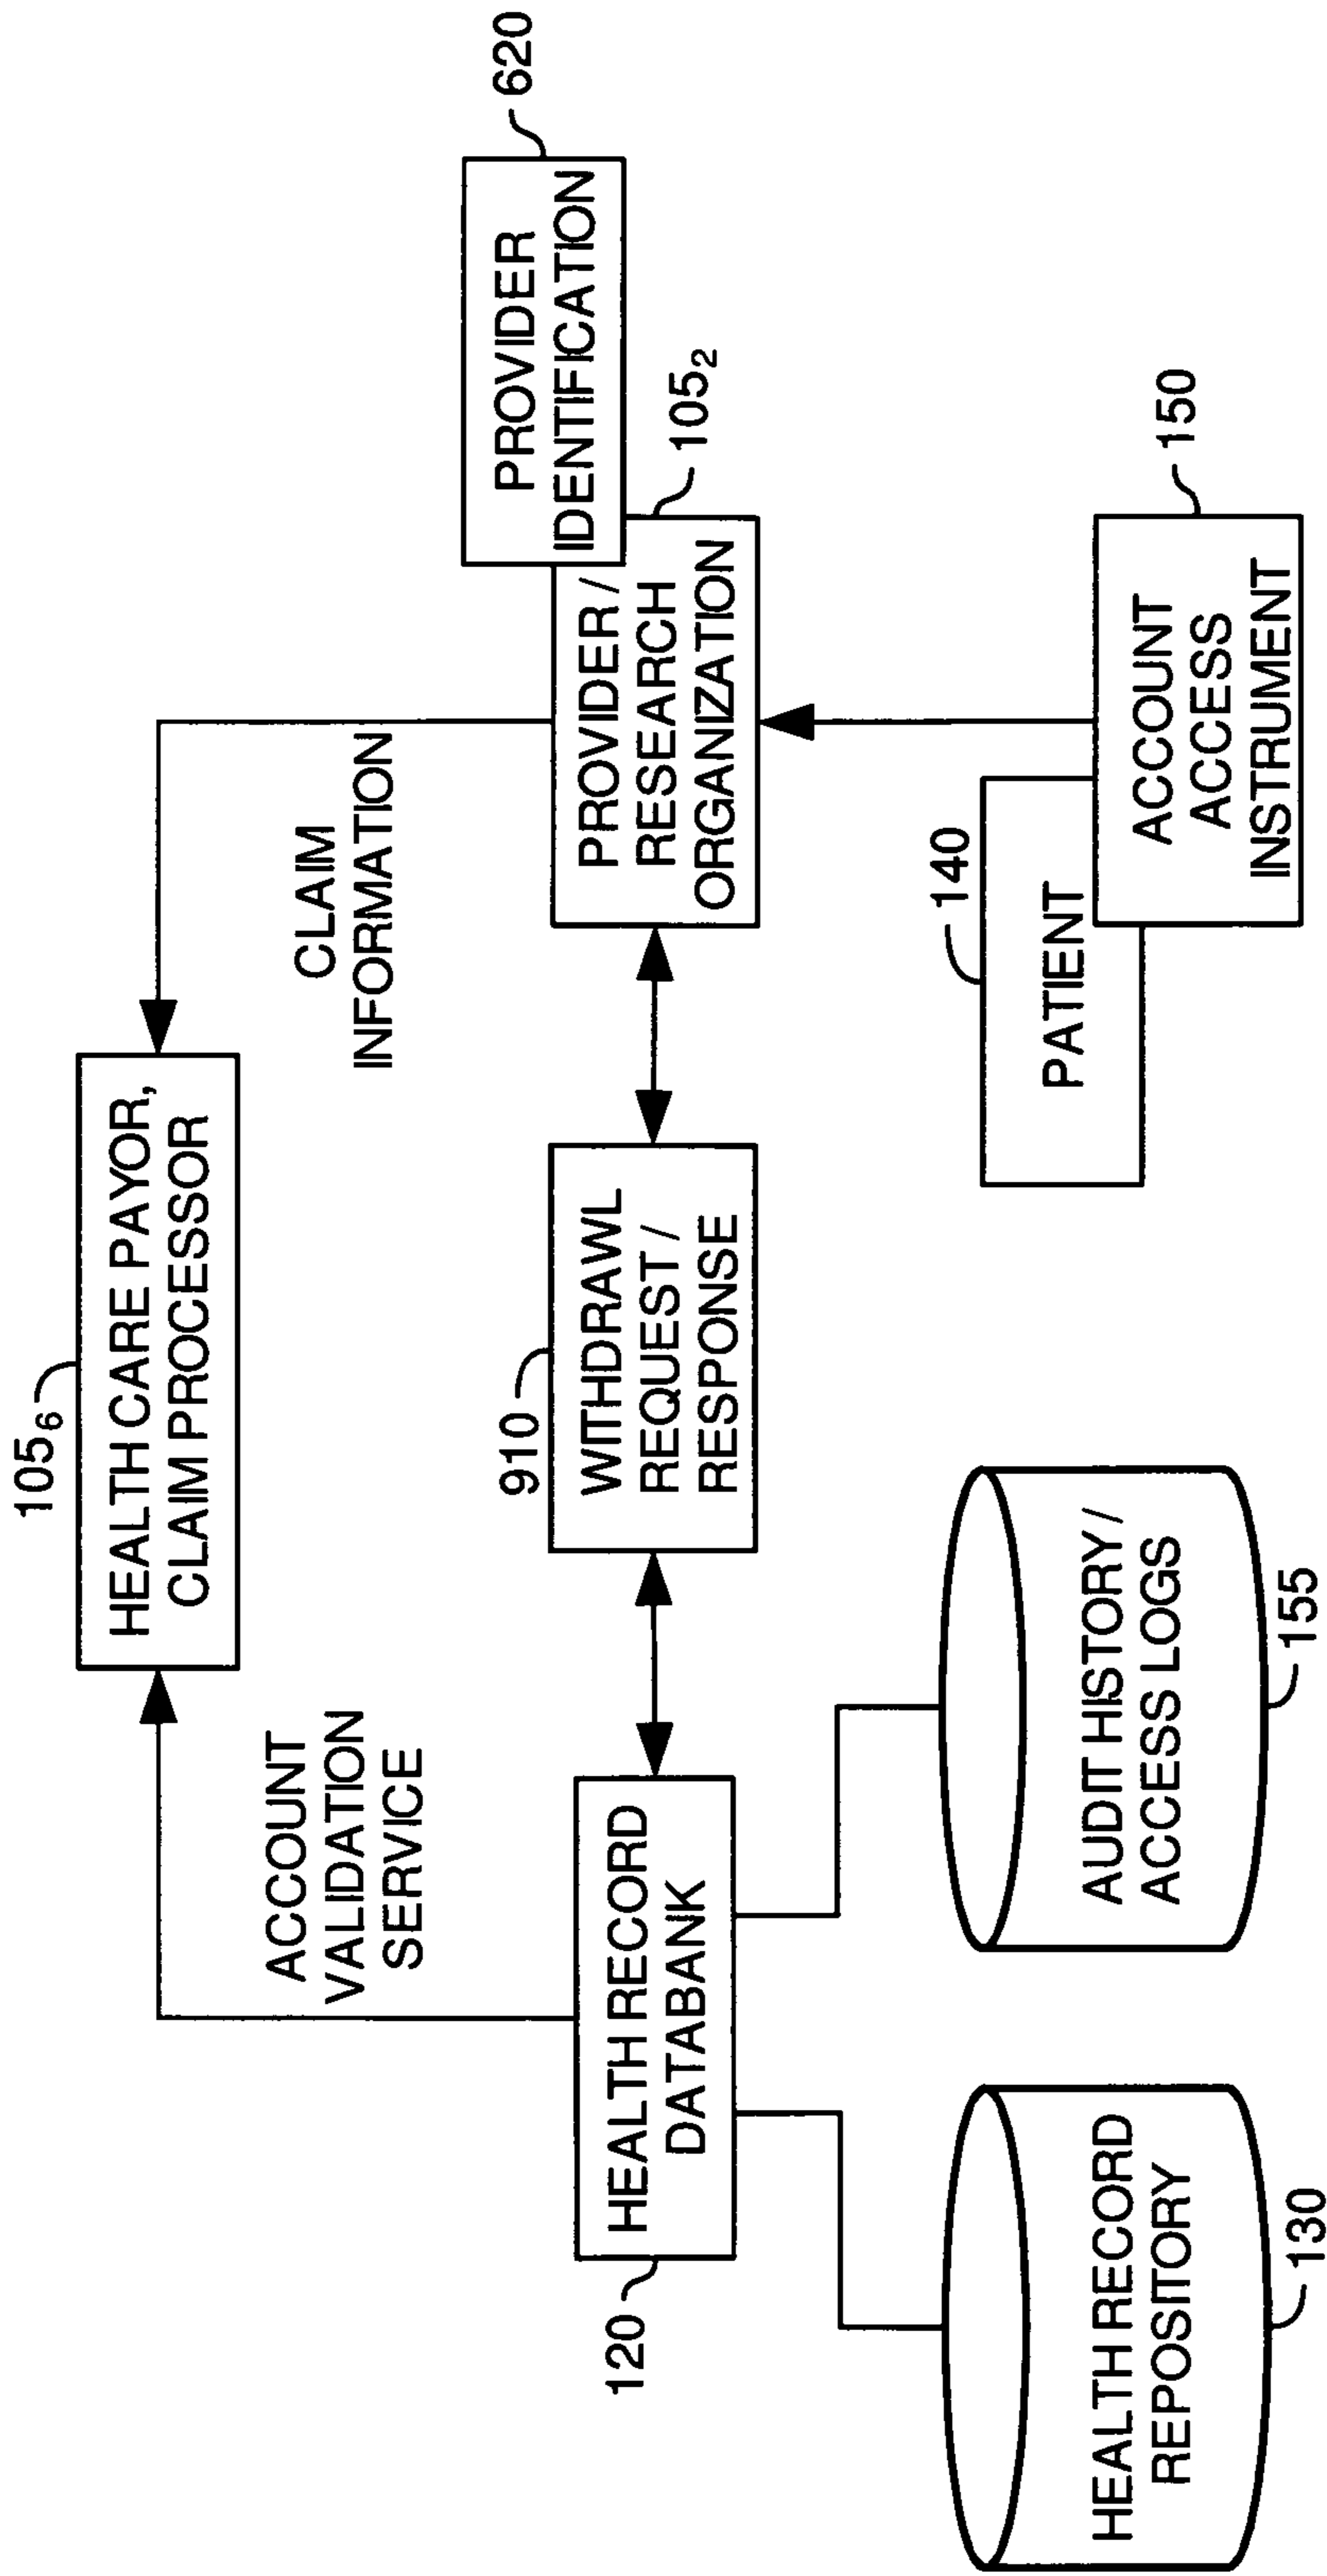 105₆
HEALTH CARE PAYOR,
CLAIM PROCESSOR
ACCOUNT
VALIDATION
SERVICE
CLAIM
INFORMATION
620
PROVIDER
IDENTIFICATION
120
HEALTH RECORD
DATABANK
910
WITHDRAWL
REQUEST /
RESPONSE
PROVIDER /
RESEARCH
ORGANIZATION
105₂
HEALTH RECORD
REPOSITORY
130
AUDIT HISTORY /
ACCESS LOGS
155
140
PATIENT
ACCOUNT
ACCESS
INSTRUMENT
150